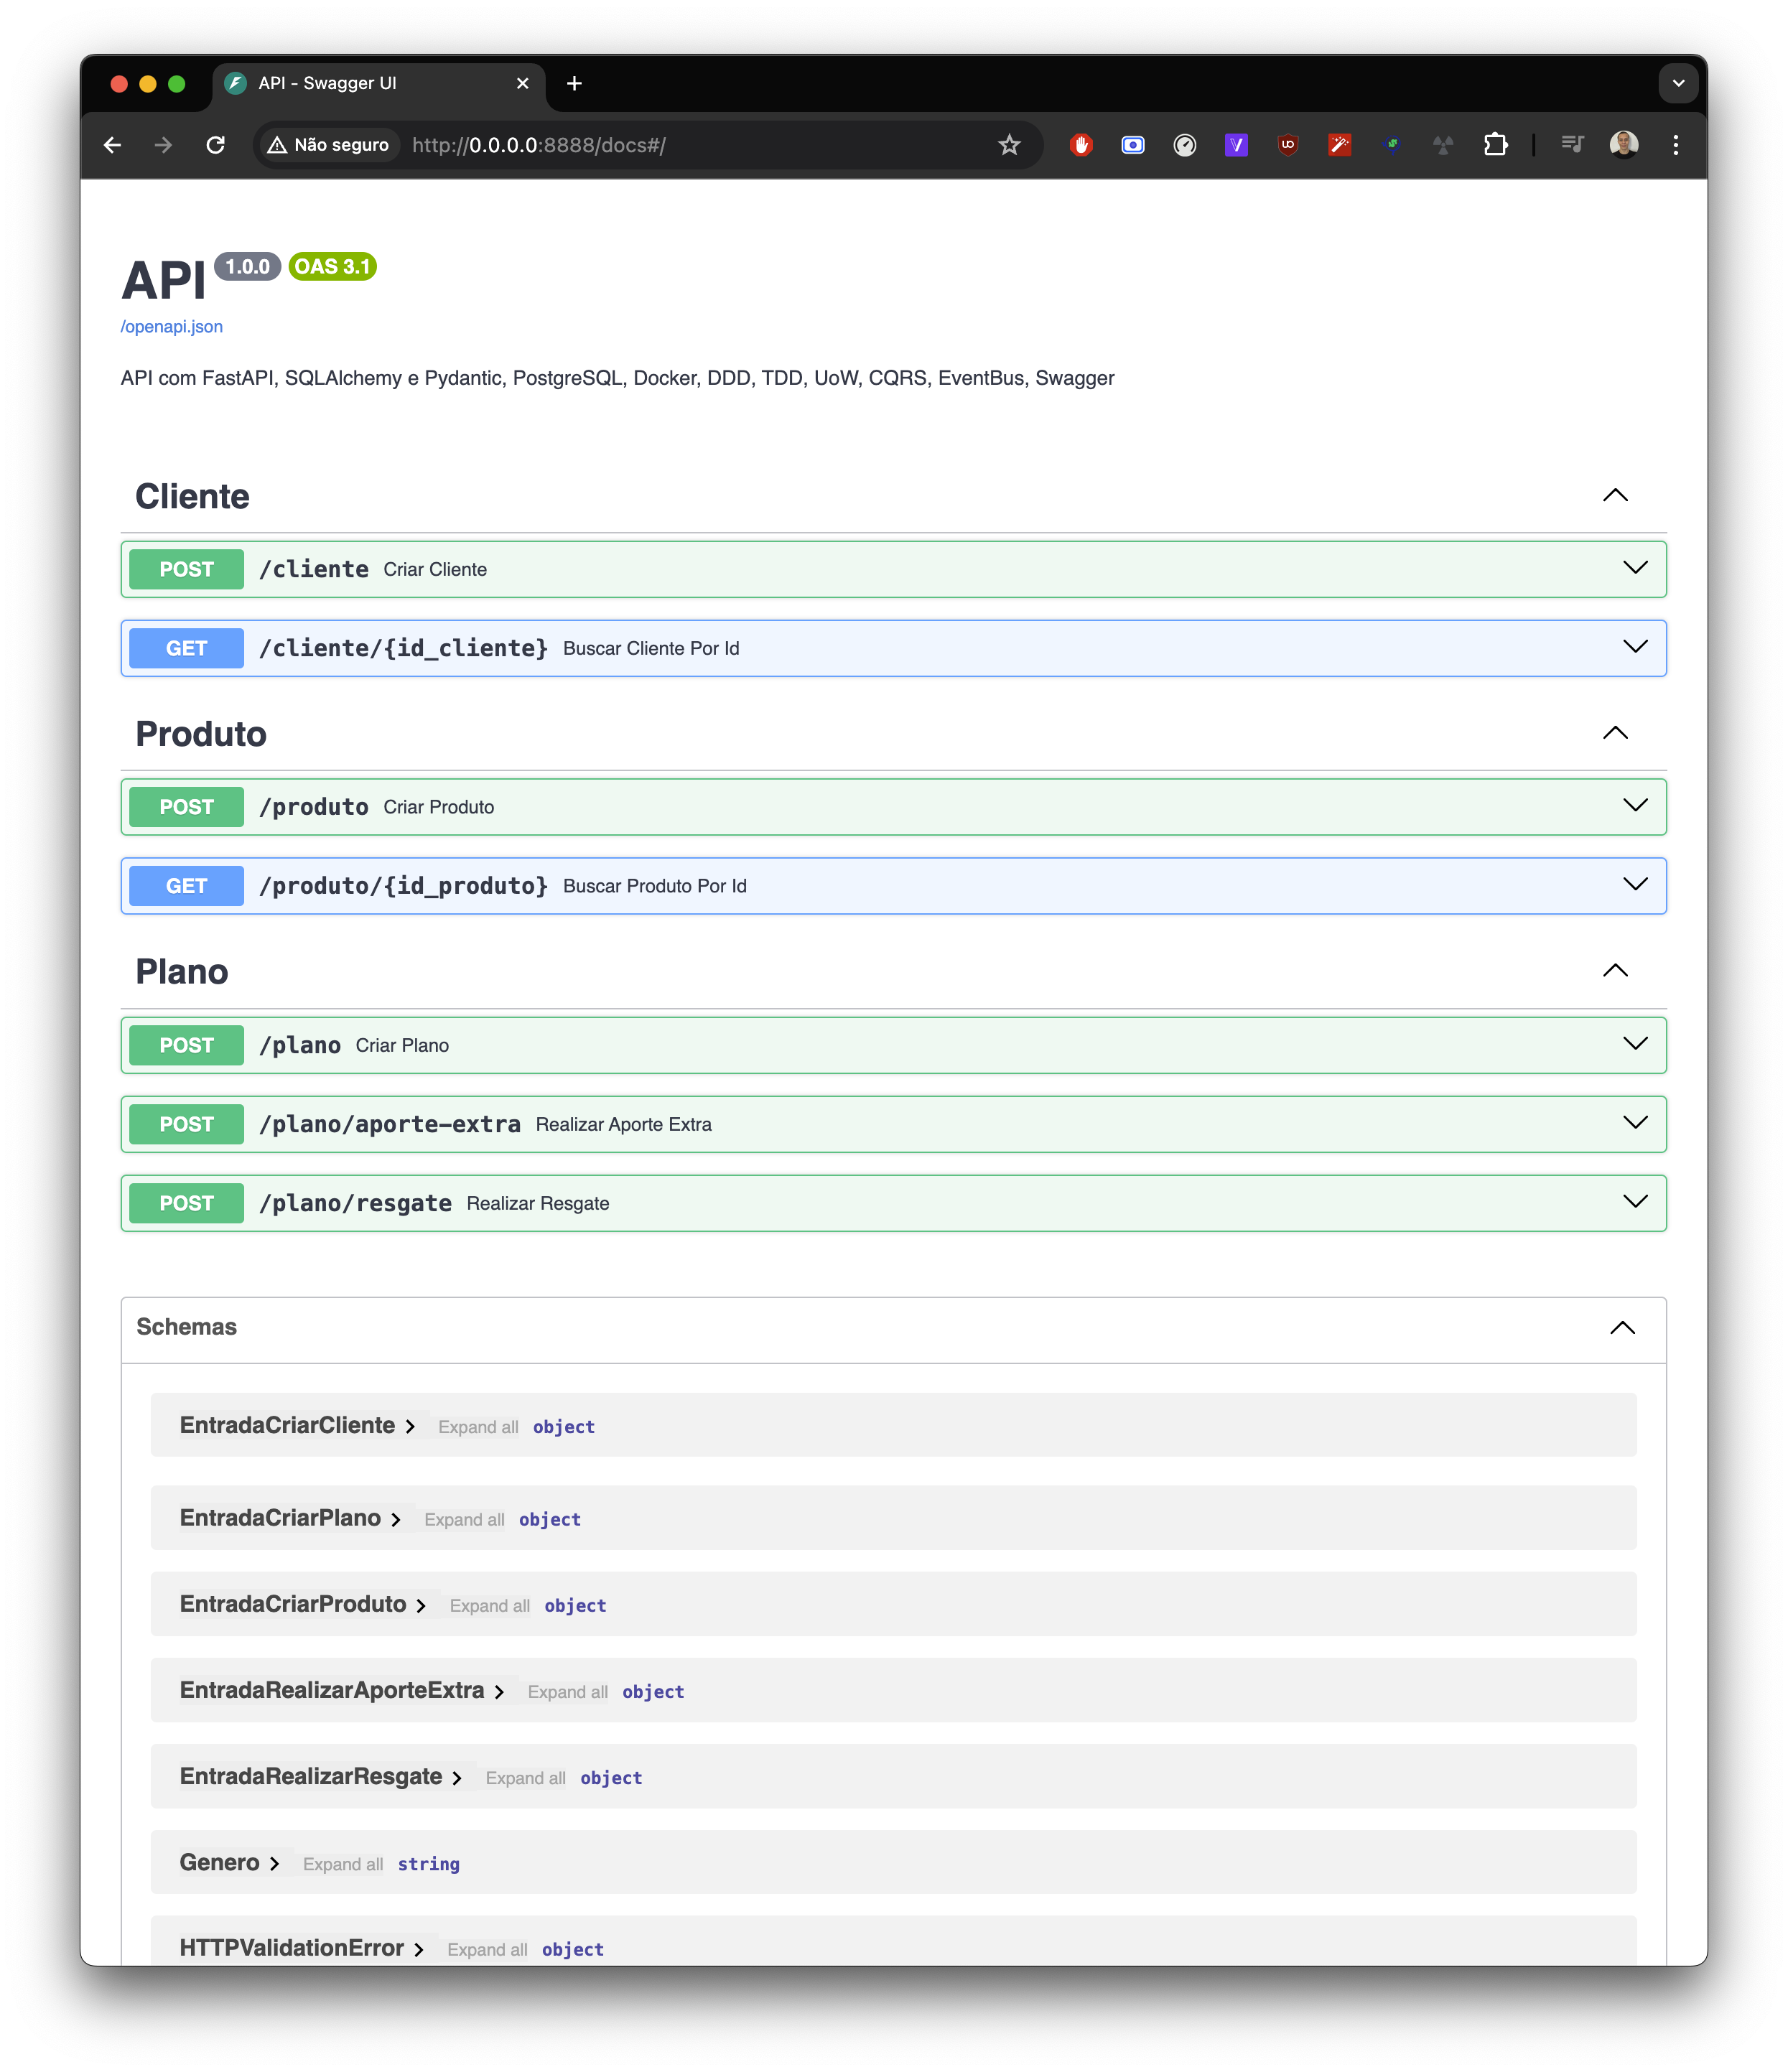 API - Swagger UI
Não seguro http://0.0.0.0:8888/docs#/
API 1.0.0 OAS 3.1
/openapi.json
API com FastAPI, SQLAlchemy e Pydantic, PostgreSQL, Docker, DDD, TDD, UoW, CQRS, EventBus, Swagger
Cliente
POST /cliente Criar Cliente
GET /cliente/{id_cliente} Buscar Cliente Por Id
Produto
POST /produto Criar Produto
GET /produto/{id_produto} Buscar Produto Por Id
Plano
POST /plano Criar Plano
POST /plano/aporte-extra Realizar Aporte Extra
POST /plano/resgate Realizar Resgate
Schemas
EntradaCriarCliente Expand all object
EntradaCriarPlano Expand all object
EntradaCriarProduto Expand all object
EntradaRealizarAporteExtra Expand all object
EntradaRealizarResgate Expand all object
Genero Expand all string
HTTPValidationError Expand all object